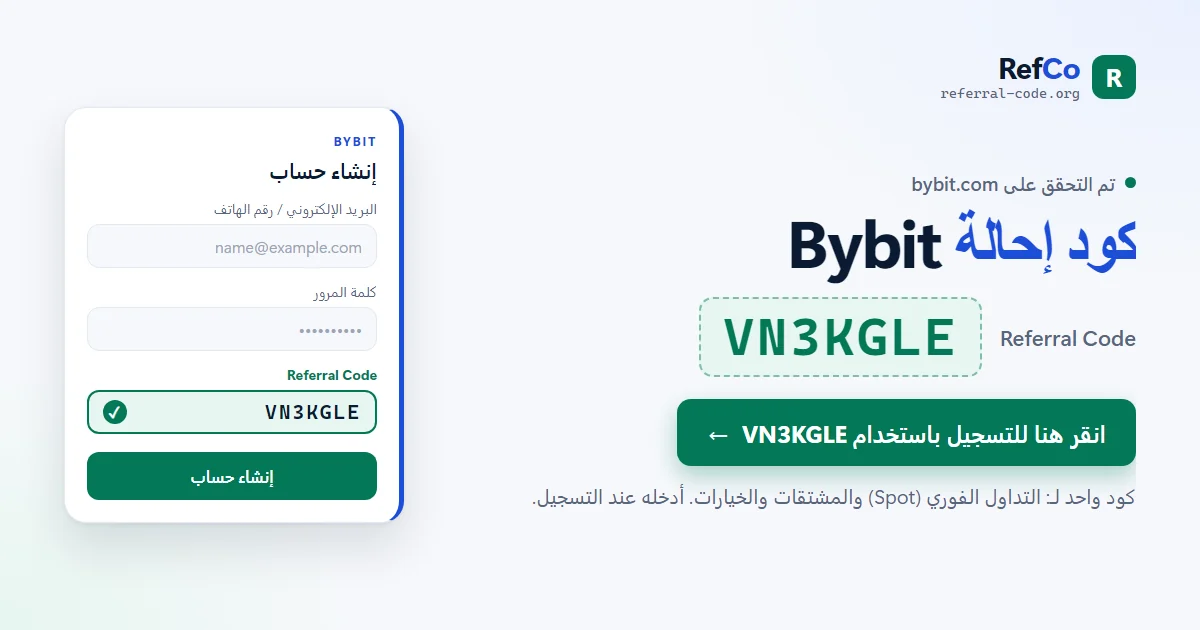 RefCo
R
referral-code.org
تم التحقق على bybit.com
كود إحالة Bybit
Referral Code VN3KGLE
انقر هنا للتسجيل باستخدام VN3KGLE ←
كود واحد لـ: التداول الفوري (Spot) والمشتقات والخيارات. أدخله عند التسجيل.
BYBIT
إنشاء حساب
البريد الإلكتروني / رقم الهاتف
name@example.com
كلمة المرور
••••••••••
Referral Code
VN3KGLE
إنشاء حساب